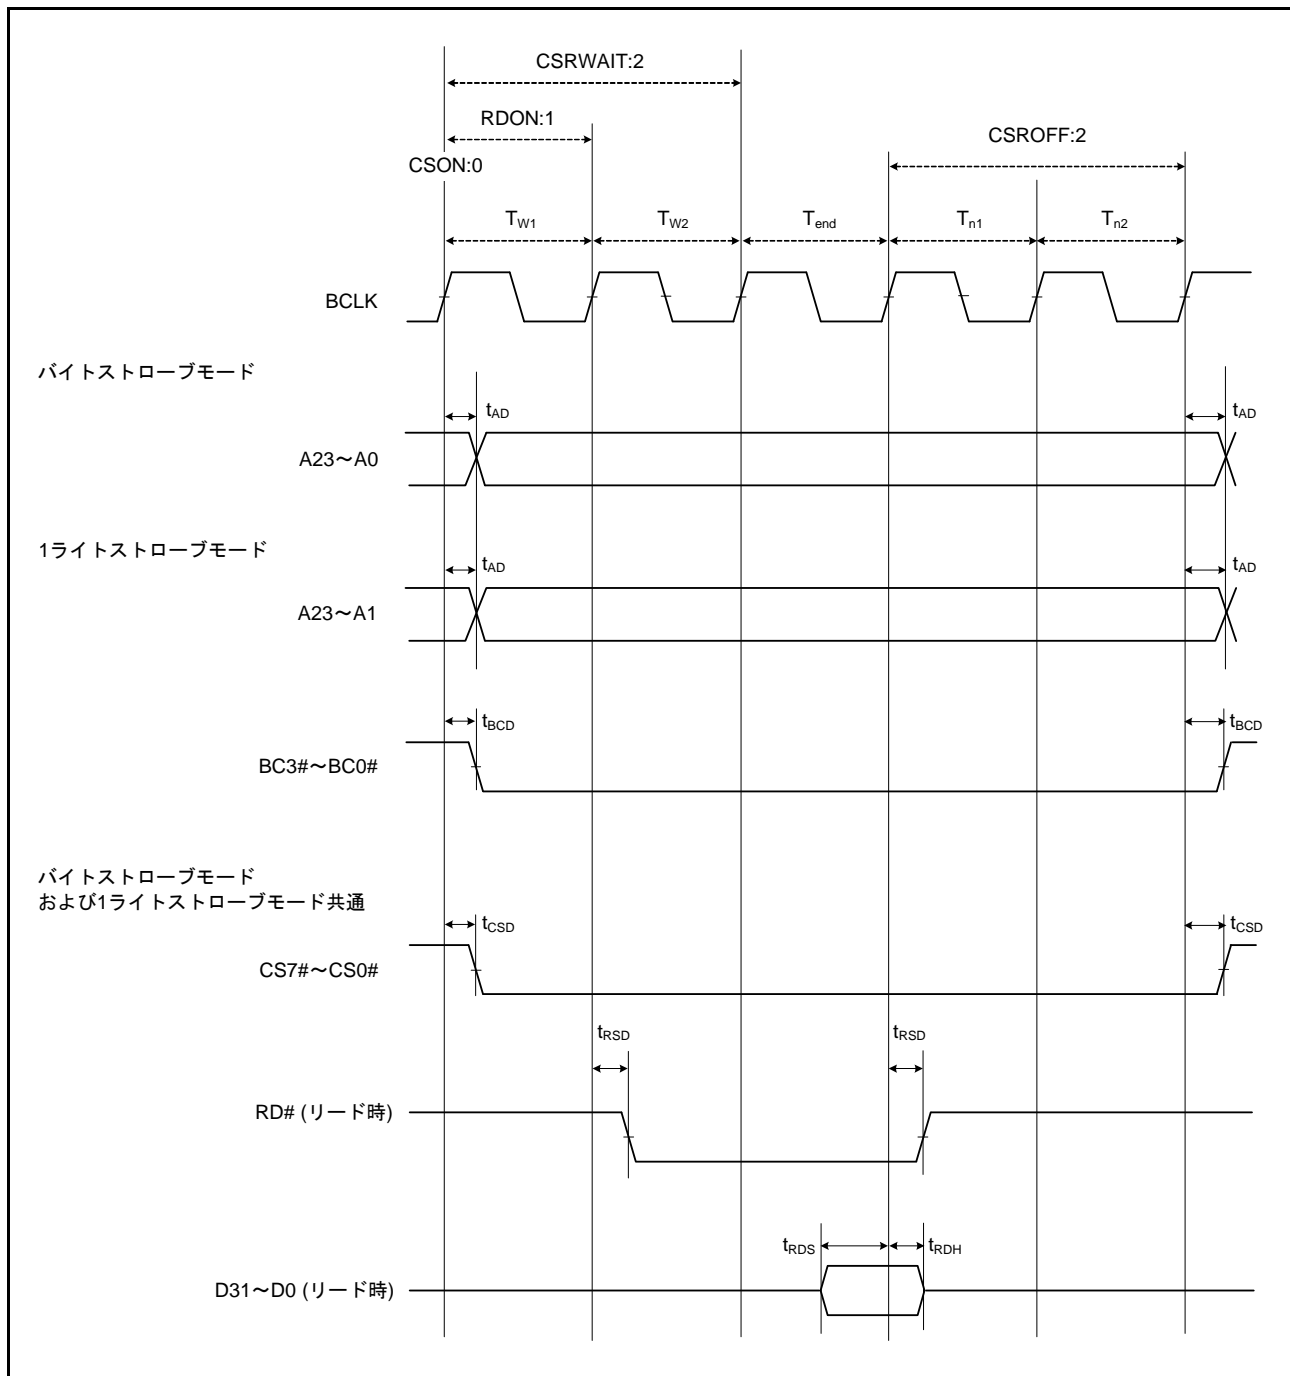 CSRWAIT:2
RDON:1
CSROFF:2
CSON:0
TW1 TW2 Tend Tn1 Tn2
BCLK
バイトストローブモード
tAD tAD
A23～A0
1ライトストローブモード
tAD tAD
A23～A1
tBCD tBCD
BC3#～BC0#
バイトストローブモード
および1ライトストローブモード共通
tCSD tCSD
CS7#～CS0#
tRSD tRSD
RD# (リード時)
tRDS tRDH
D31～D0 (リード時)